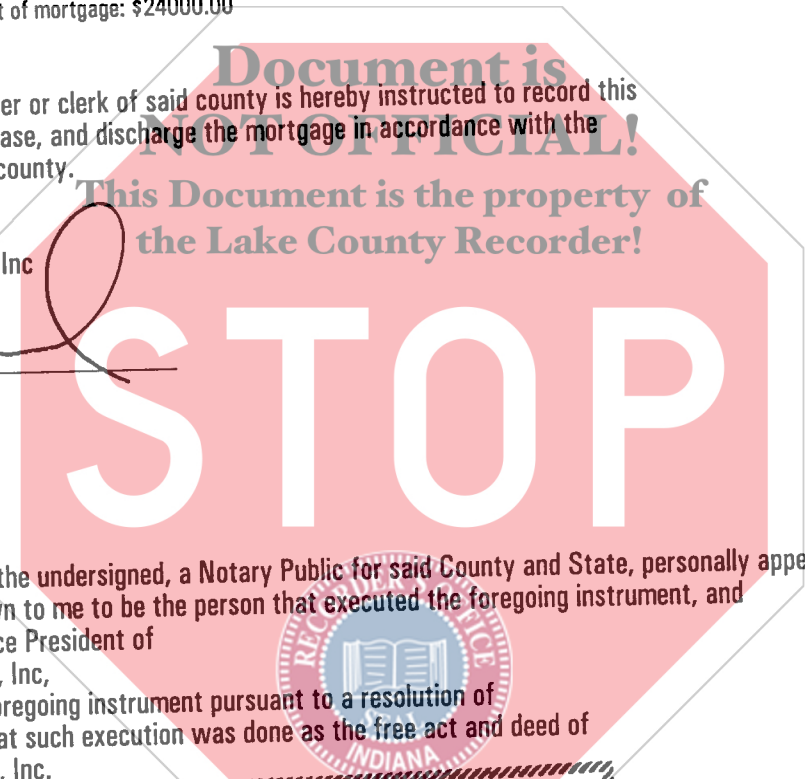 t of mortgage: $24000.00
Document is
er or clerk of said county is hereby instructed to record this
ase, and discharge the mortgage in accordance with the
NOT OFFICIAL!
county.
This Document is the property of
the Lake County Recorder!
Inc
STOP
the undersigned, a Notary Public for said County and State, personally appe
n to me to be the person that executed the foregoing instrument, and
ce President of
, Inc,
oregoing instrument pursuant to a resolution of
at such execution was done as the free act and deed of
, Inc.
RECORDER'S OFFICE
SEAL
INDIANA